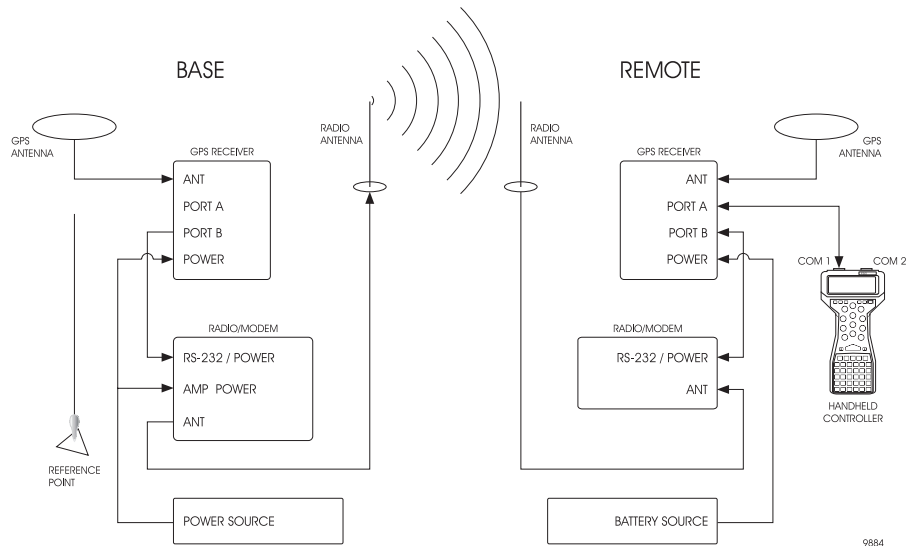 BASE
REMOTE
GPS
ANTENNA
RADIO
ANTENNA
RADIO
ANTENNA
GPS
ANTENNA
GPS RECEIVER
ANT
PORT A
PORT B
POWER
GPS RECEIVER
ANT
PORT A
PORT B
POWER
COM 1
COM 2
RADIO/MODEM
RS-232 / POWER
AMP POWER
ANT
RADIO/MODEM
RS-232 / POWER
ANT
HANDHELD
CONTROLLER
REFERENCE
POINT
POWER SOURCE
BATTERY SOURCE
9884